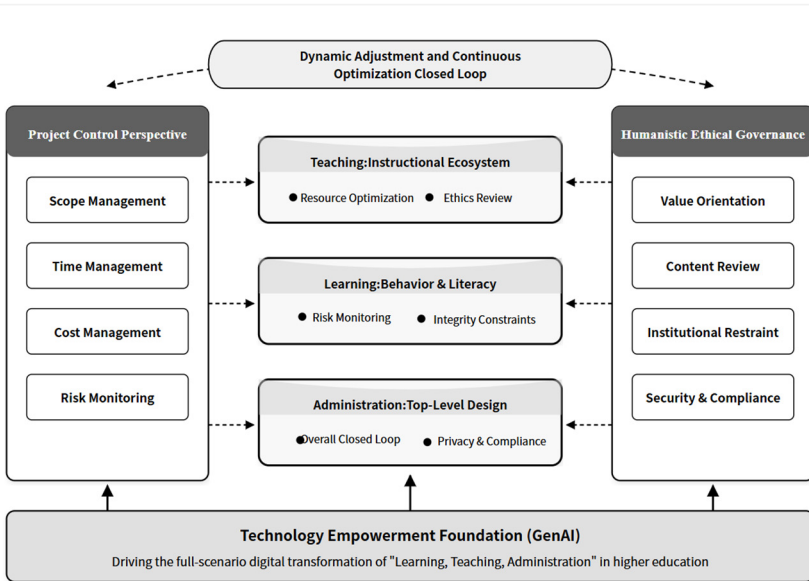 Dynamic Adjustment and Continuous
Optimization Closed Loop
Project Control Perspective
Scope Management
Time Management
Cost Management
Risk Monitoring
Teaching:Instructional Ecosystem
● Resource Optimization ● Ethics Review
Learning:Behavior & Literacy
● Risk Monitoring ● Integrity Constraints
Administration:Top-Level Design
● Overall Closed Loop ● Privacy & Compliance
Humanistic Ethical Governance
Value Orientation
Content Review
Institutional Restraint
Security & Compliance
Technology Empowerment Foundation (GenAI)
Driving the full-scenario digital transformation of "Learning, Teaching, Administration" in higher education